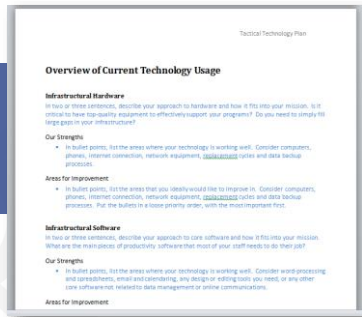 Tactical Technology Plan
Overview of Current Technology Usage
Infrastructural Hardware
In two or three sentences, describe your approach to hardware and how it fits into your mission. Is it
critical to have top-quality equipment to effectively support your programs? Do you need to simply fill
large gaps in your infrastructure?
Our Strengths
• In bullet points, list the areas where your technology is working well. Consider computers,
phones, internet connection, network equipment, replacement cycles and data backup
processes.
Areas for Improvement
• In bullet points, list the areas that you ideally would like to improve in. Consider computers,
phones, internet connection, network equipment, replacement cycles and data backup
processes. Put the bullets in a loose priority order, with the most important first.
Infrastructural Software
In two or three sentences, describe your approach to core software and how it fits into your mission.
What are the main pieces of productivity software that most of your staff needs to do their job?
Our Strengths
• In bullet points, list the areas where your technology is working well. Consider word processing
and spreadsheets, email and calendaring, any design or editing tools you need, or any other
core software not related to data management or online communications.
Areas for Improvement